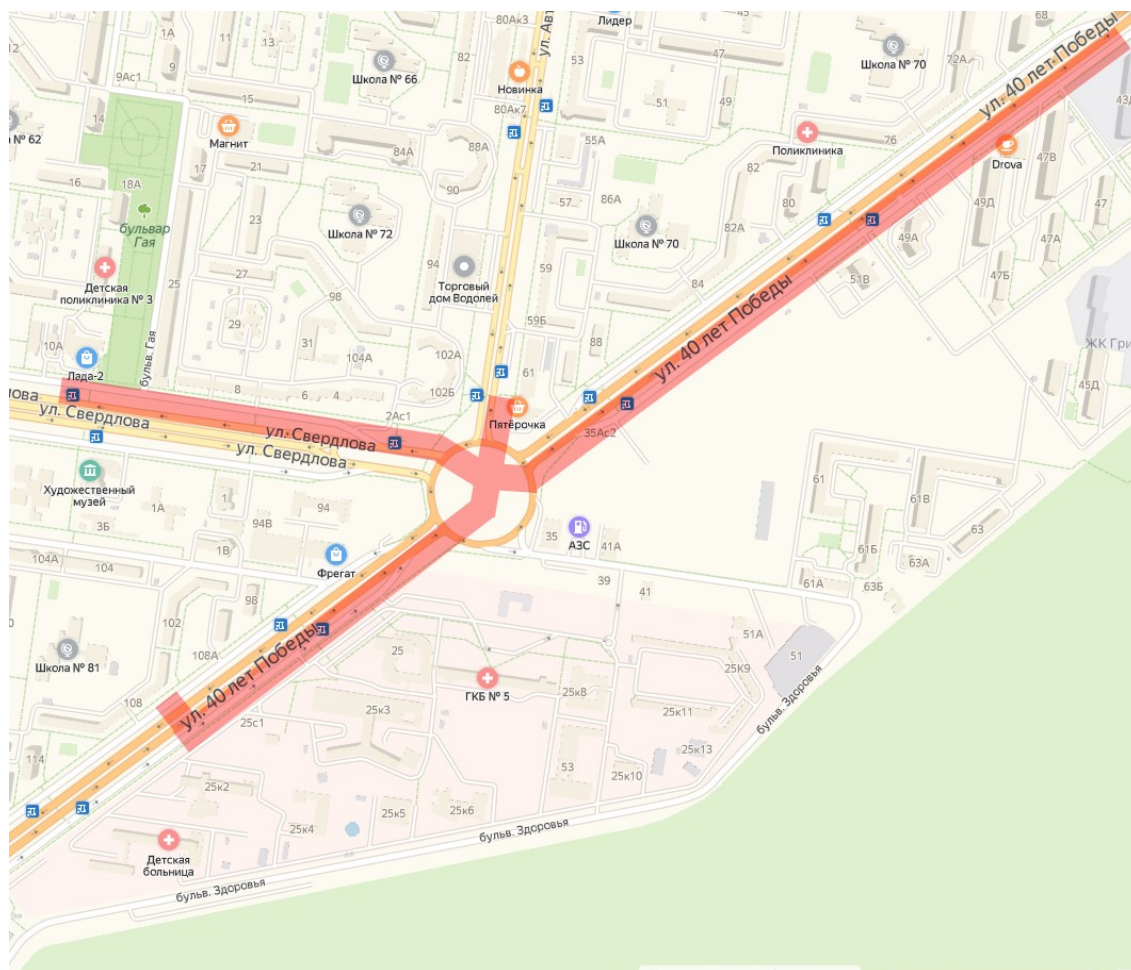 80Ак3
Лидер
68
12
1А
11
13
82
ул. Авт
53
47
72А
ул. 40 лет Победы
9
Школа № 66
Новинка
Школа № 70
9Ас1
15
80Ак7
51
49
14
Магнит
84А
88А
55А
76
Поликлиника
Drova
47В
№ 62
17
21
16
18А
90
57
86А
80
82
49Д
47
бульвар
Гая
23
Школа № 72
Школа № 70
82А
49А
47А
Детская
поликлиника № 3
25
27
98
94
Торговый
дом Водолей
59
84
51В
47Б
29
59Б
88
31
104А
102А
10А
бульв. Гая
ул. 40 лет Победы
ЖК Гри
Лада-2
8
6
4
102Б
61
45Д
лова
ул. Свердлова
ул. Свердлова
2Ас1
Пятёрочка
ул. Свердлова
35Ас2
Художественный
музей
1
61
61В
3Б
1А
94В
94
35
АЗС
41А
61Б
63
1В
104А
104
Фрегат
39
41
61А
63Б
63А
98
102
51А
Школа № 81
108А
25
51
108
ул. 40 лет Победы
ГКБ № 5
25к8
25к9
25с1
25к3
25к11
бульв. Здоровья
114
25к13
25к2
53
25к10
25к4
25к5
25к6
Детская
больница
бульв. Здоровья
бульв. Здоровья